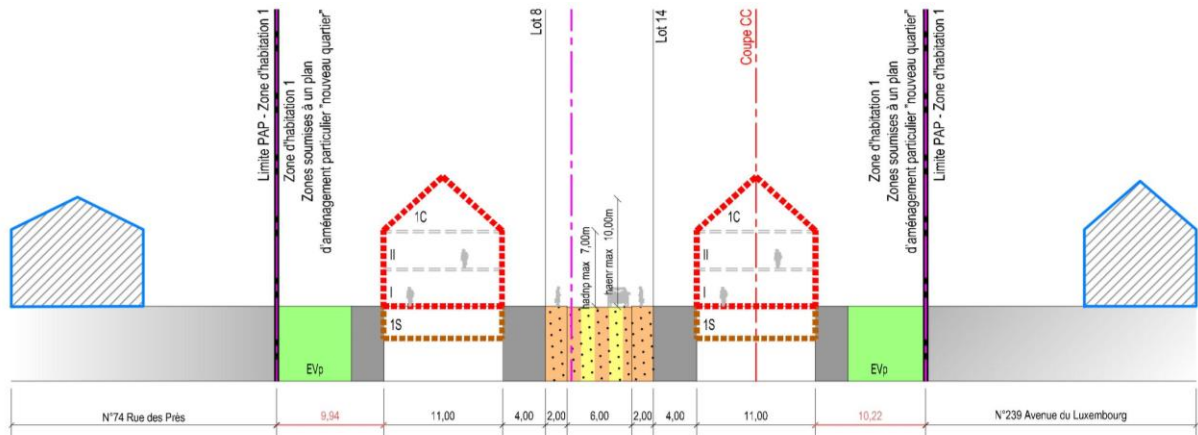 Limite PAP - Zone d'habitation 1
Zone d'habitation 1
Zones soumises à un plan
d'aménagement particulier "nouveau quartier"
Lot 8
Lot 14
Coupe CC
Zone d'habitation 1
Zones soumises à un plan
d'aménagement particulier "nouveau quartier"
Limite PAP - Zone d'habitation 1
1C
II
I
1S
hadnp max 7,00m
haenr max 10,00m
1C
II
I
1S
EVp
EVp
N°74 Rue des Près
9,94
11,00
4,00
2,00
6,00
2,00
4,00
11,00
10,22
N°239 Avenue du Luxembourg